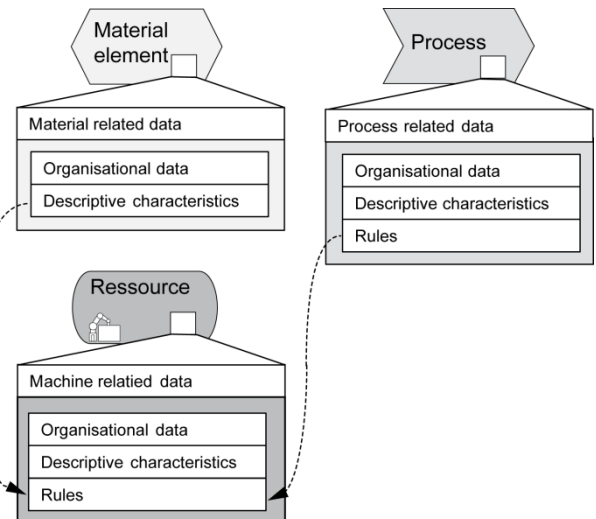 Material
element
Material related data
Organisational data
Descriptive characteristics
Process
Process related data
Organisational data
Descriptive characteristics
Rules
Ressource
Machine relatied data
Organisational data
Descriptive characteristics
Rules